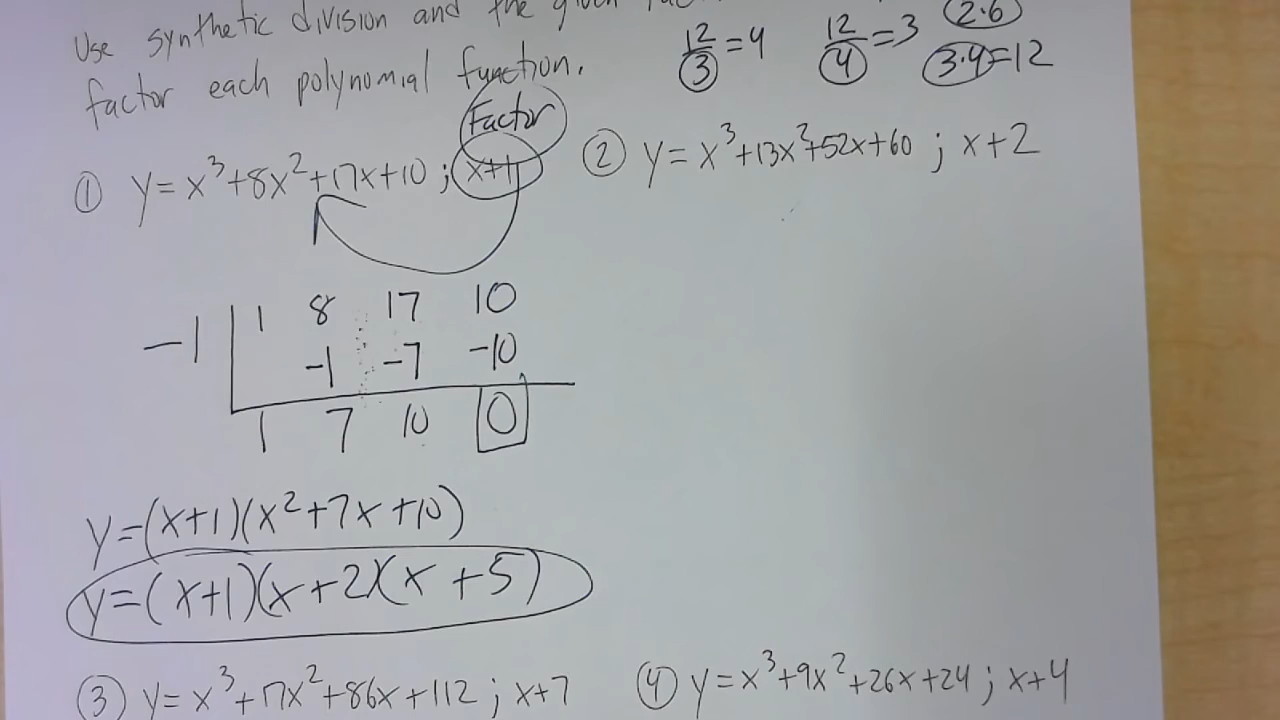 Use synthetic division and the given
factor each polynomial function.
12/3 = 4
12/4 = 3
2·6
3·4 = 12
Factor
① y = x³+8x²+17x+10 ; x+1
② y = x³+13x²+52x+60 ; x+2
-1 | 1 8 17 10
-1 -7 -10
1 7 10 0
y=(x+1)(x²+7x+10)
y=(x+1)(x+2)(x+5)
③ y = x³+17x²+86x+112 ; x+7
④ y = x³+9x²+26x+24 ; x+4